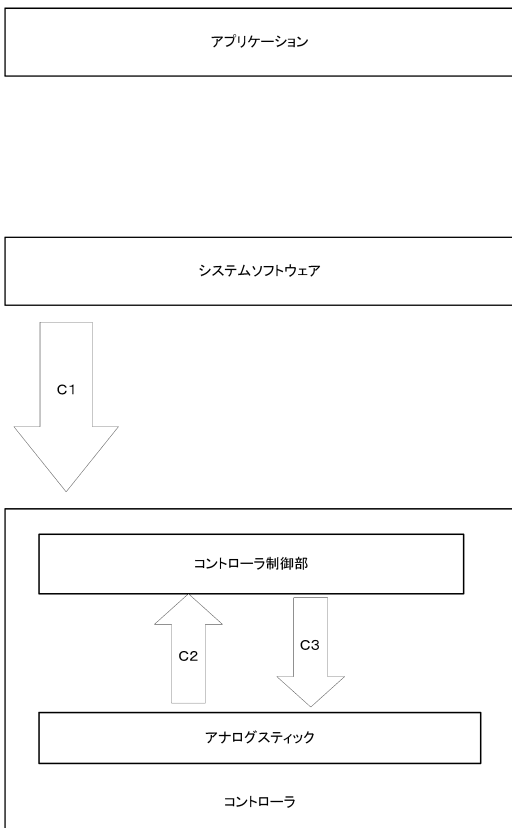 アプリケーション
システムソフトウェア
C1
コントローラ制御部
C2
C3
アナログスティック
コントローラ